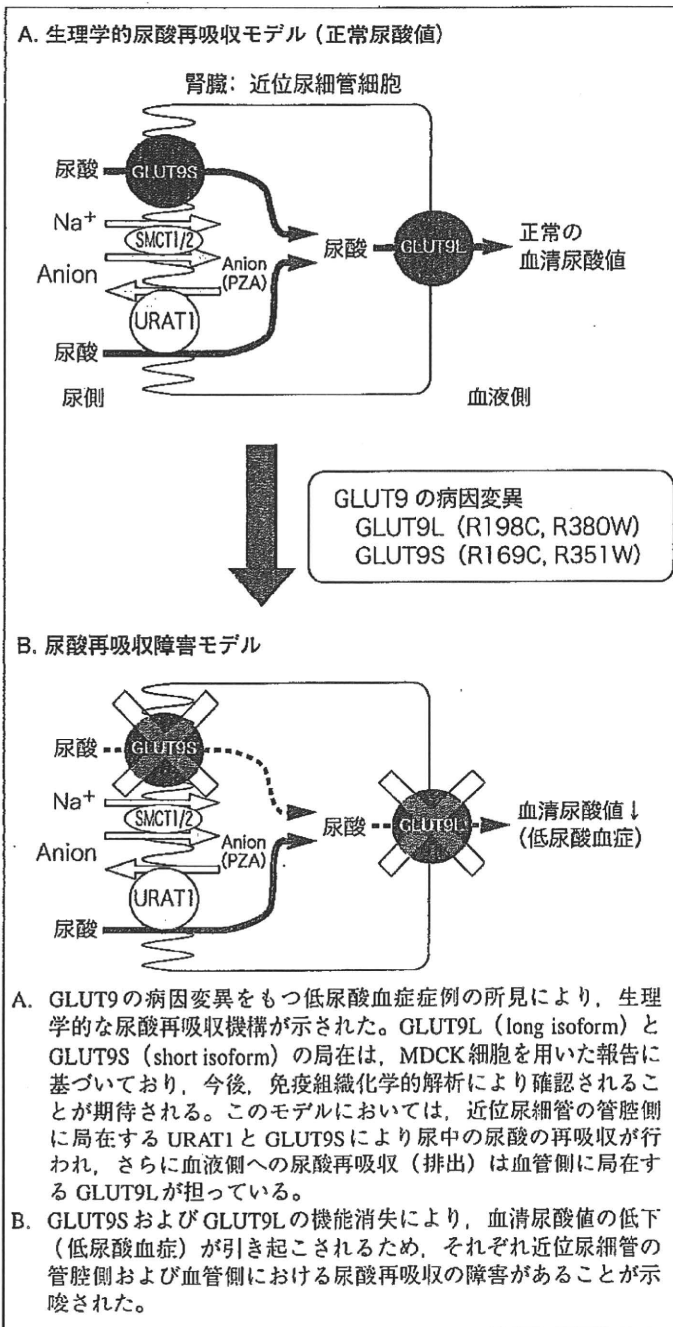 A. 生理学的尿酸再吸収モデル（正常尿酸値）
腎臓：近位尿細管細胞
尿酸
GLUT9S
Na⁺
SMCT1/2
Anion
Anion
(PZA)
URAT1
尿酸
尿側
尿酸
GLUT9L
正常の
血清尿酸値
血液側
GLUT9 の病因変異
GLUT9L（R198C, R380W）
GLUT9S（R169C, R351W）
B. 尿酸再吸収障害モデル
尿酸
GLUT9S
Na⁺
SMCT1/2
Anion
Anion
(PZA)
URAT1
尿酸
尿酸
GLUT9L
血清尿酸値↓
（低尿酸血症）
A. GLUT9の病因変異をもつ低尿酸血症症例の所見により，生理
学的な尿酸再吸収機構が示された。GLUT9L（long isoform）と
GLUT9S（short isoform）の局在は，MDCK細胞を用いた報告に
基づいており，今後，免疫組織化学的解析により確認されるこ
とが期待される。このモデルにおいては，近位尿細管の管腔側
に局在する URAT1とGLUT9Sにより尿中の尿酸の再吸収が行
われ，さらに血液側への尿酸再吸収（排出）は血管側に局在す
る GLUT9Lが担っている。
B. GLUT9SおよびGLUT9Lの機能消失により，血清尿酸値の低下
（低尿酸血症）が引き起こされるため，それぞれ近位尿細管の
管腔側および血管側における尿酸再吸収の障害があることが示
唆された。